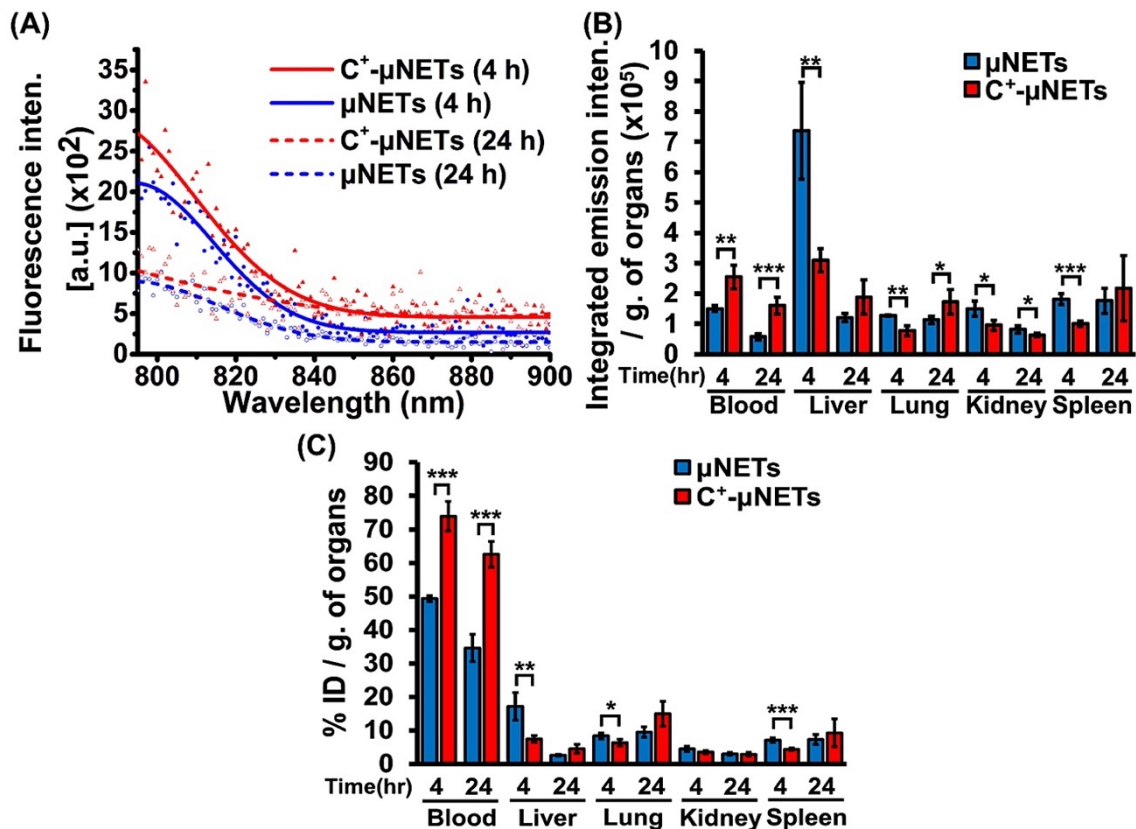 (A)
Fluorescence inten.
[a.u.] (x10²)
35
30
25
20
15
10
5
0
C⁺-μNETs (4 h)
μNETs (4 h)
C⁺-μNETs (24 h)
μNETs (24 h)
800 820 840 860 880 900
Wavelength (nm)
(B)
Integrated emission inten.
/ g. of organs (x10⁵)
10
9
8
7
6
5
4
3
2
1
0
μNETs
C⁺-μNETs
** *** ** ** * * * ***
Time(hr) 4 24 4 24 4 24 4 24 4 24
Blood Liver Lung Kidney Spleen
(C)
% ID / g. of organs
90
80
70
60
50
40
30
20
10
0
μNETs
C⁺-μNETs
*** *** ** * ***
Time(hr) 4 24 4 24 4 24 4 24 4 24
Blood Liver Lung Kidney Spleen